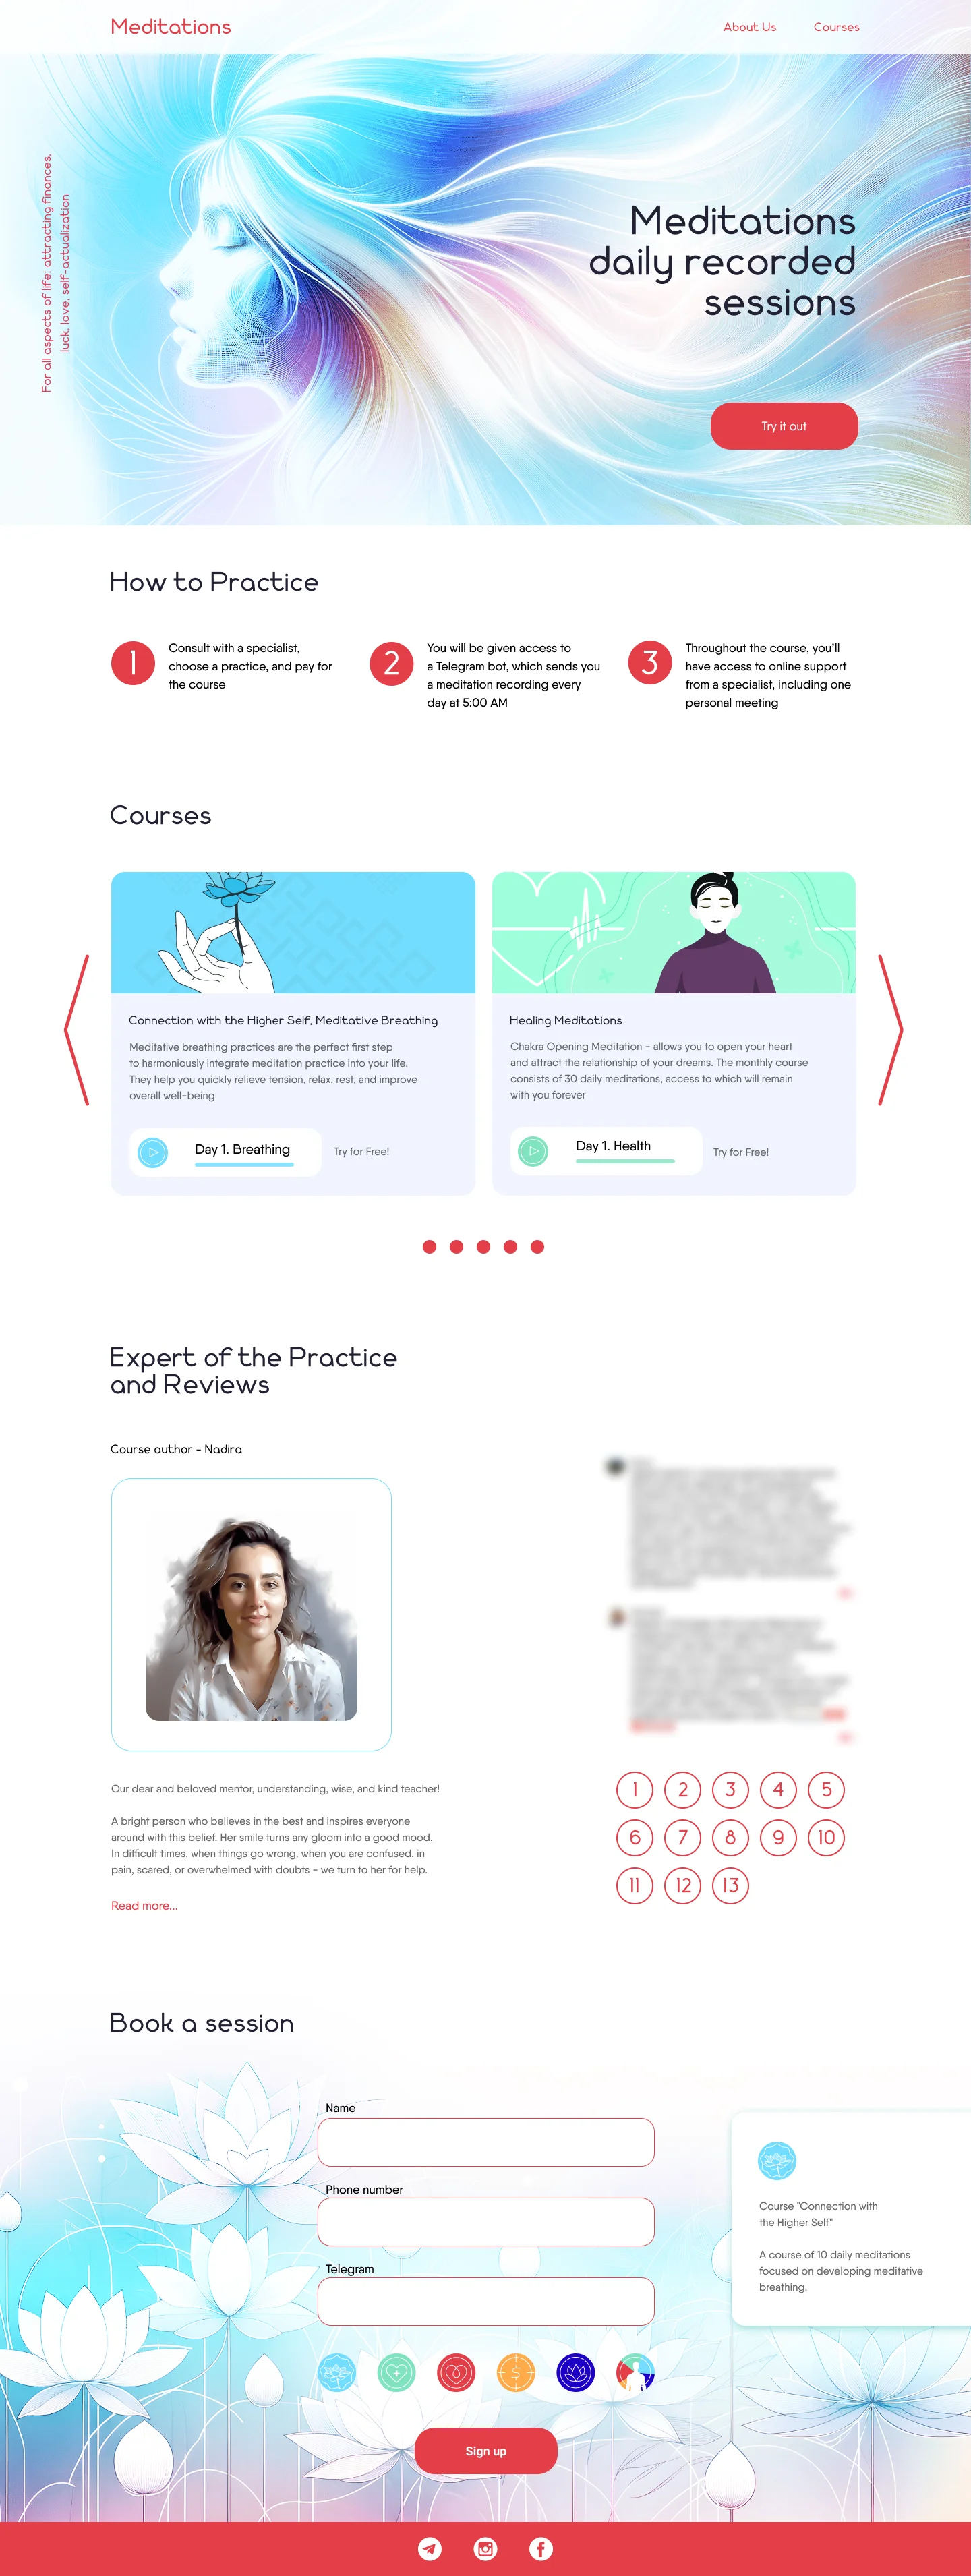 Meditations
About Us
Courses
For all aspects of life: attracting finances,
luck, love, self-actualization
Meditations
daily recorded
sessions
Try it out
How to Practice
1
Consult with a specialist,
choose a practice, and pay for
the course
2
You will be given access to
a Telegram bot, which sends you
a meditation recording every
day at 5:00 AM
3
Throughout the course, you'll
have access to online support
from a specialist, including one
personal meeting
Courses
Connection with the Higher Self. Meditative Breathing
Meditative breathing practices are the perfect first step
to harmoniously integrate meditation practice into your life.
They help you quickly relieve tension, relax, rest, and improve
overall well-being
Day 1. Breathing
Try for Free!
Healing Meditations
Chakra Opening Meditation - allows you to open your heart
and attract the relationship of your dreams. The monthly course
consists of 30 daily meditations, access to which will remain
with you forever
Day 1. Health
Try for Free!
Expert of the Practice
and Reviews
Course author - Nadira
Our dear and beloved mentor, understanding, wise, and kind teacher!
A bright person who believes in the best and inspires everyone
around with this belief. Her smile turns any gloom into a good mood.
In difficult times, when things go wrong, when you are confused, in
pain, scared, or overwhelmed with doubts - we turn to her for help.
Read more...
1 2 3 4 5
6 7 8 9 10
11 12 13
Book a session
Name
Phone number
Telegram
$
Sign up
Course "Connection with
the Higher Self"
A course of 10 daily meditations
focused on developing meditative
breathing.